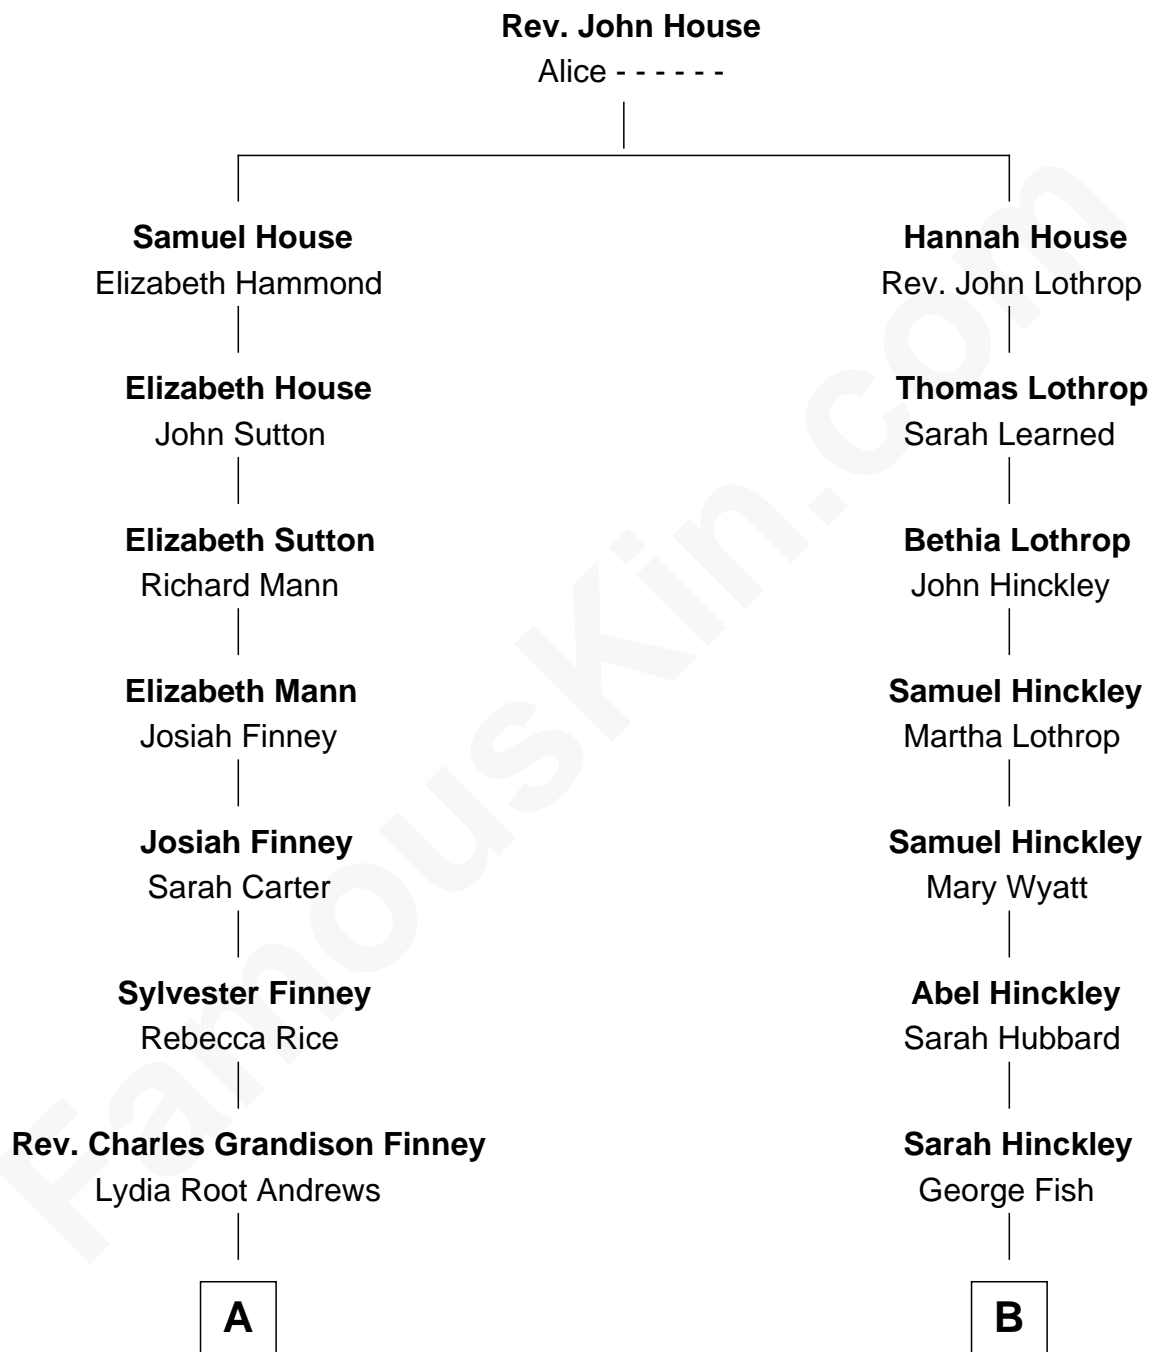 Rev. John House
Alice - - - - - -
Samuel House
Elizabeth Hammond
Hannah House
Rev. John Lothrop
Elizabeth House
John Sutton
Thomas Lothrop
Sarah Learned
Elizabeth Sutton
Richard Mann
Bethia Lothrop
John Hinckley
Elizabeth Mann
Josiah Finney
Samuel Hinckley
Martha Lothrop
Josiah Finney
Sarah Carter
Samuel Hinckley
Mary Wyatt
Sylvester Finney
Rebecca Rice
Abel Hinckley
Sarah Hubbard
Rev. Charles Grandison Finney
Lydia Root Andrews
Sarah Hinckley
George Fish
A
B
FamousKin.com